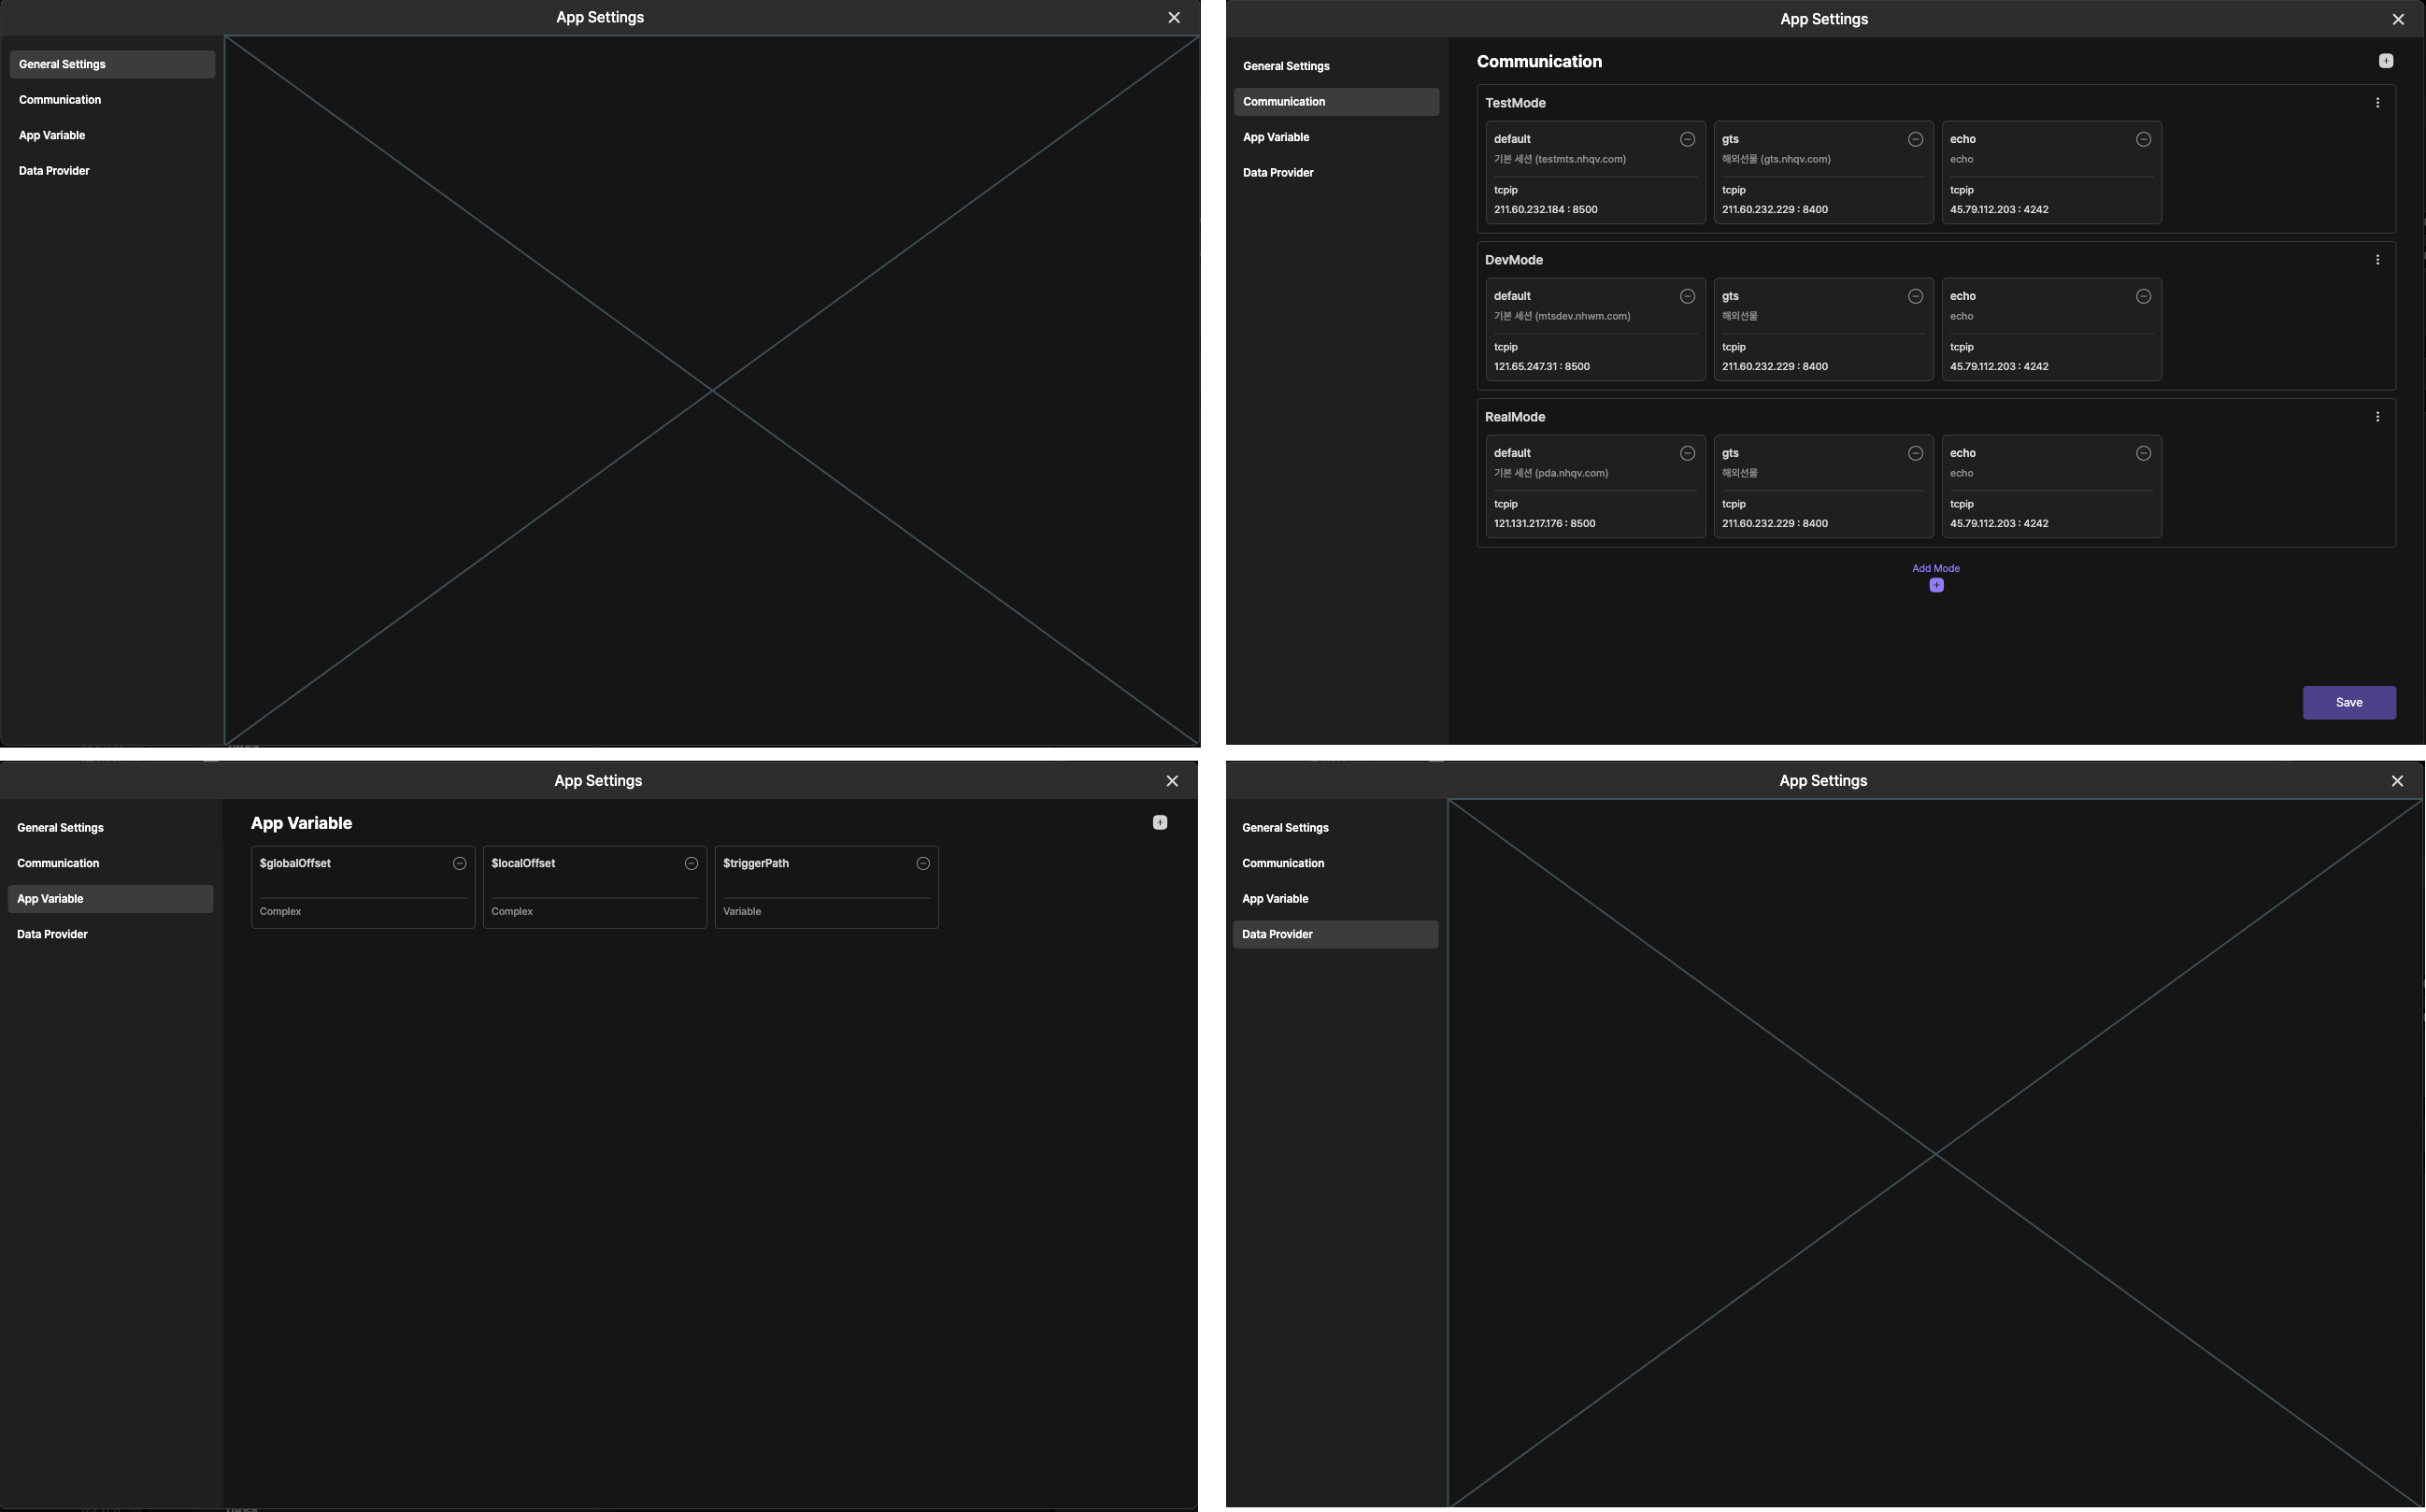 App Settings
General Settings
Communication
App Variable
Data Provider
App Settings
General Settings
Communication
App Variable
Data Provider
Communication
TestMode
default
기본 세션 (testmts.nhqv.com)
tcpip
211.60.232.184 : 8500
gts
해외선물 (gts.nhqv.com)
tcpip
211.60.232.229 : 8400
echo
echo
tcpip
45.79.112.203 : 4242
DevMode
default
기본 세션 (mtsdev.nhwm.com)
tcpip
121.65.247.31 : 8500
gts
해외선물
tcpip
211.60.232.229 : 8400
echo
echo
tcpip
45.79.112.203 : 4242
RealMode
default
기본 세션 (pda.nhqv.com)
tcpip
121.131.217.176 : 8500
gts
해외선물
tcpip
211.60.232.229 : 8400
echo
echo
tcpip
45.79.112.203 : 4242
Add Mode
Save
App Settings
General Settings
Communication
App Variable
Data Provider
App Variable
$globalOffset
Complex
$localOffset
Complex
$triggerPath
Variable
App Settings
General Settings
Communication
App Variable
Data Provider